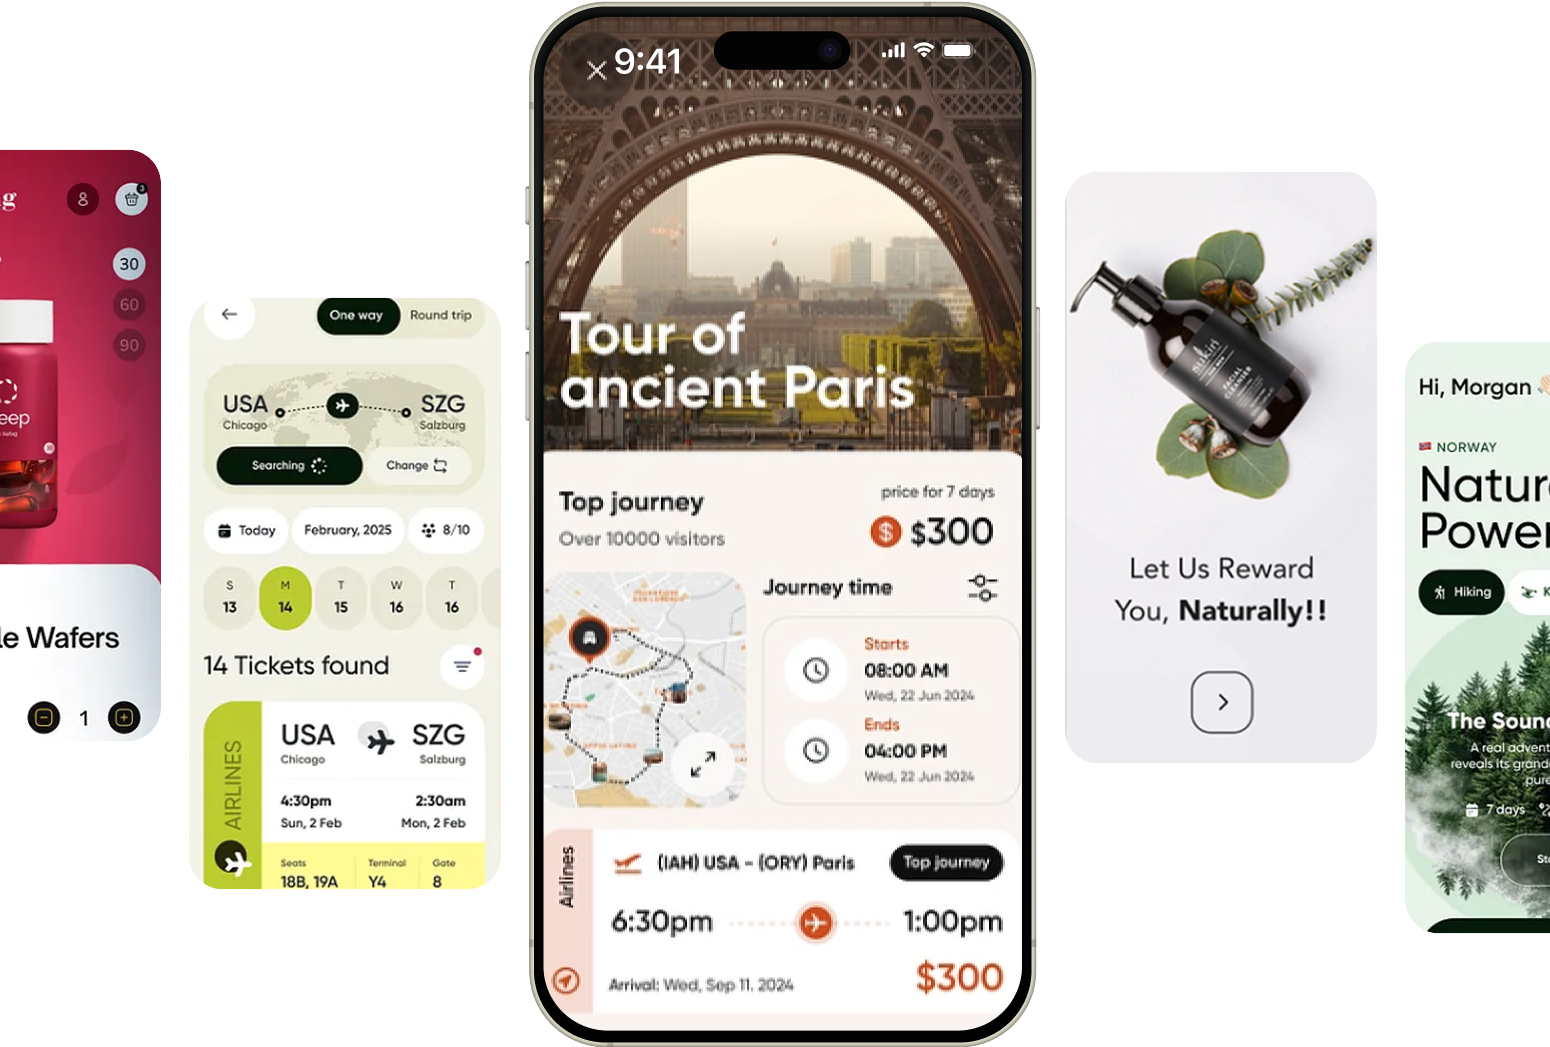 30
60
90
3
eep
le Wafers
1
One way
Round trip
USA
SZG
Chicago
Salzburg
Searching
Change
Today
February, 2025
8/10
S
M
T
W
T
13
14
15
16
16
14 Tickets found
AIRLINES
USA
SZG
Chicago
Salzburg
4:30pm
2:30am
Sun, 2 Feb
Mon, 2 Feb
Seats
Terminal
Gate
18B, 19A
Y4
8
9:41
Tour of
ancient Paris
Top journey
price for 7 days
Over 10000 visitors
$300
Journey time
Starts
08:00 AM
Wed, 22 Jun 2024
Ends
04:00 PM
Wed, 22 Jun 2024
Airlines
(IAH) USA - (ORY) Paris
Top journey
6:30pm
1:00pm
Arrival: Wed, Sep 11. 2024
$300
sukin
FACIAL
CLEANSER
Let Us Reward
You, Naturally!!
Hi, Morgan
NORWAY
Natur
Power
Hiking
K
The Soun
A real advent
reveals its grand
pure
7 days
St